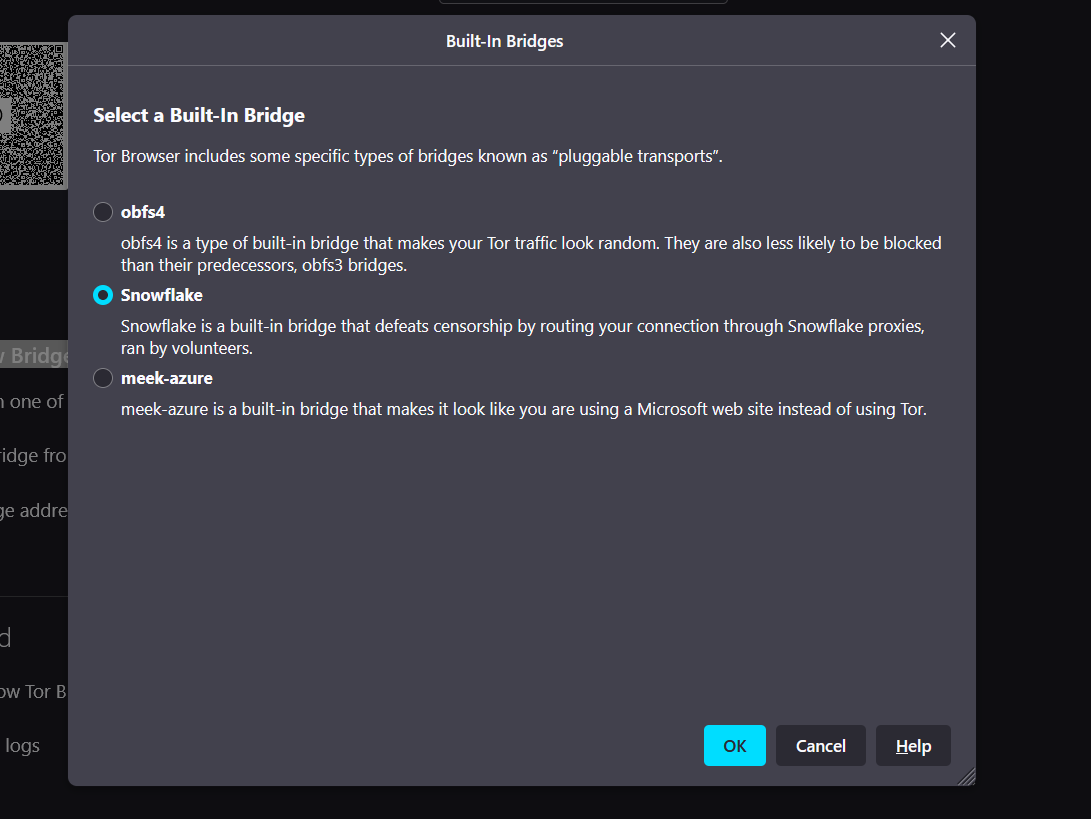 Built-In Bridges
Select a Built-In Bridge
Tor Browser includes some specific types of bridges known as “pluggable transports”.
obfs4
obfs4 is a type of built-in bridge that makes your Tor traffic look random. They are also less likely to be blocked
than their predecessors, obfs3 bridges.
Snowflake
Snowflake is a built-in bridge that defeats censorship by routing your connection through Snowflake proxies,
ran by volunteers.
meek-azure
meek-azure is a built-in bridge that makes it look like you are using a Microsoft web site instead of using Tor.
Bridge
one of
ridge fro
ge addre
d
ow Tor B
logs
OK
Cancel
Help